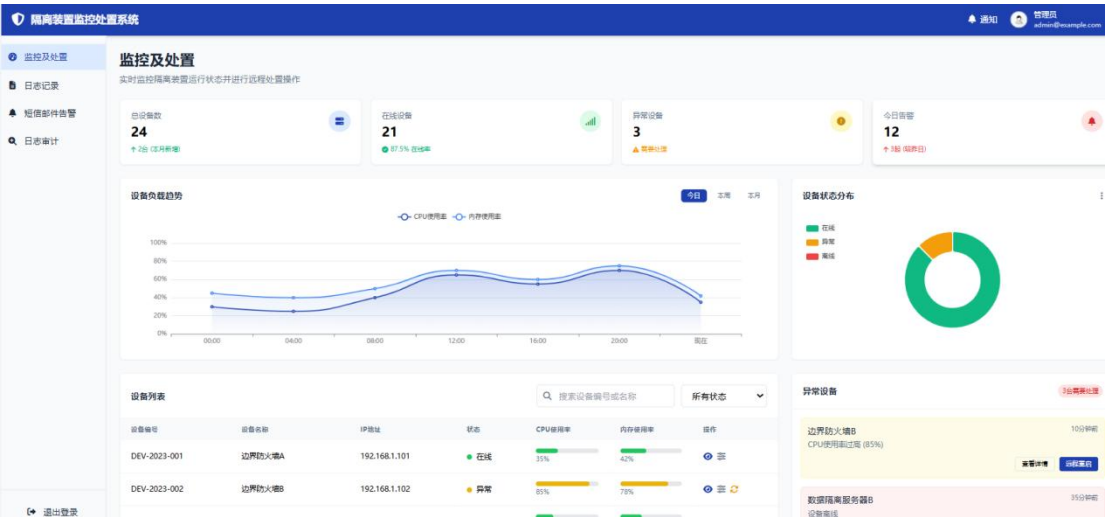 隔离装置监控处置系统
通知
管理员
admin@example.com
监控及处置
日志记录
短信邮件告警
日志审计
退出登录
监控及处置
实时监控隔离装置运行状态并进行远程处置操作
总设备数
24
2台 (本月新增)
在线设备
21
87.5% 在线率
异常设备
3
需要处理
今日告警
12
3起 (较昨日)
设备负载趋势
今日 本周 本月
CPU使用率 内存使用率
100%
80%
60%
40%
20%
0%
00:00 04:00 08:00 12:00 16:00 20:00 现在
设备状态分布
在线
异常
离线
设备列表
搜索设备编号或名称
所有状态
设备编号 设备名称 IP地址 状态 CPU使用率 内存使用率 操作
DEV-2023-001 边界防火墙A 192.168.1.101 在线 35% 42%
DEV-2023-002 边界防火墙B 192.168.1.102 异常 85% 78%
异常设备
3台需要处理
边界防火墙B 10分钟前
CPU使用率过高 (85%)
查看详情 远程重启
数据隔离服务器B 35分钟前
设备离线